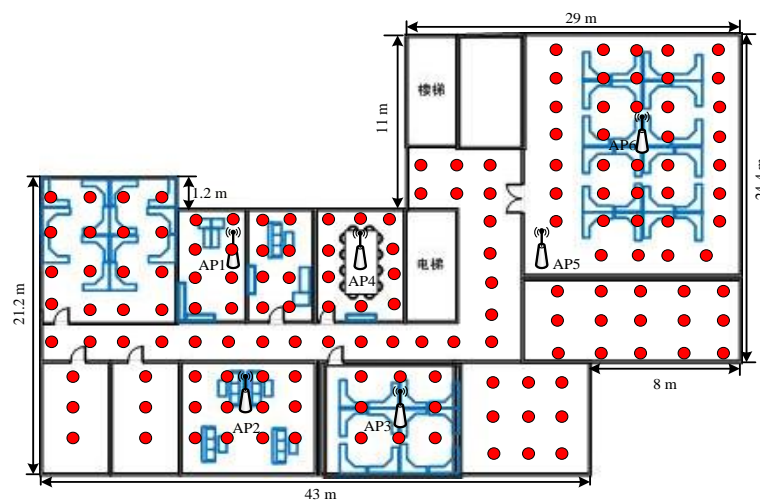 29 m
楼梯
11 m
AP6
24.4 m
1.2 m
AP1
AP4
电梯
AP5
21.2 m
8 m
AP2
AP3
43 m